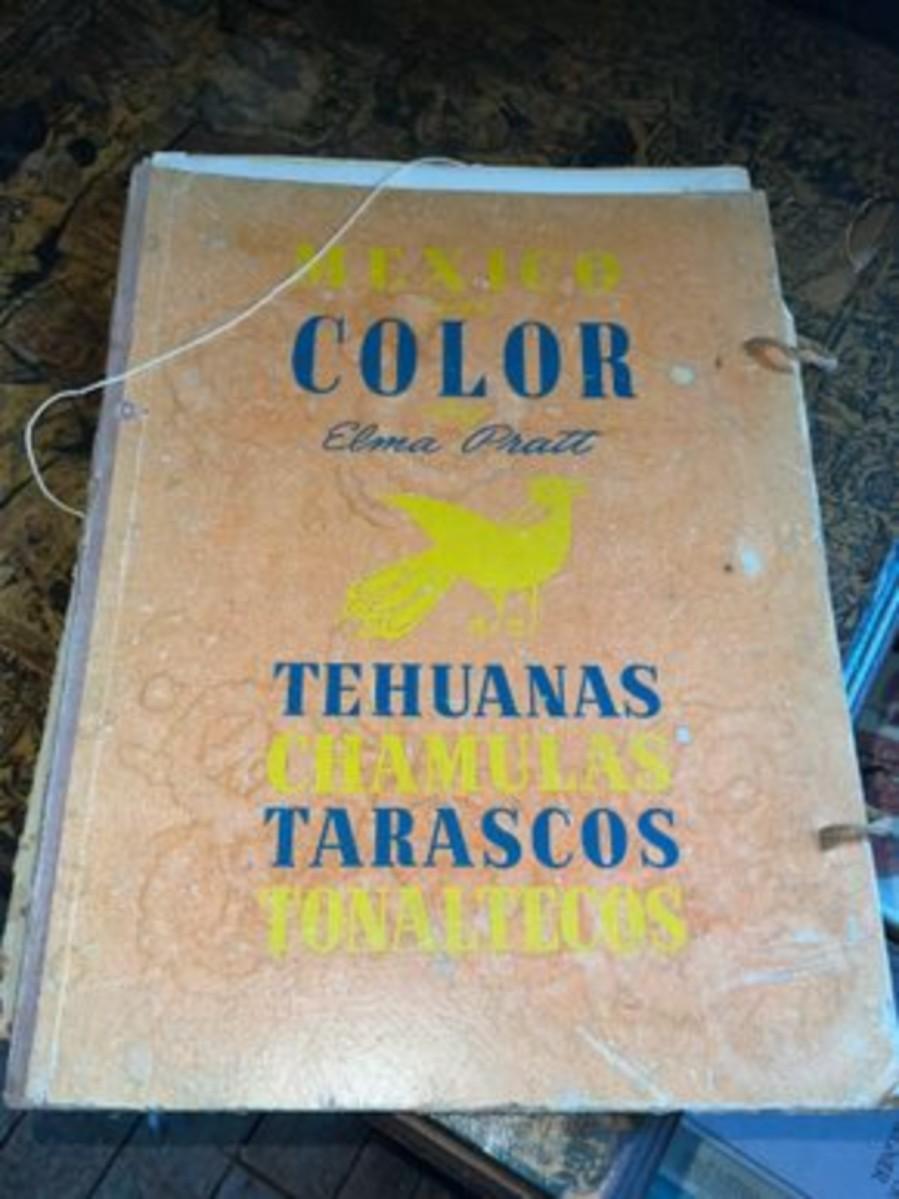 MEXICO
COLOR
Elma Pratt
TEHUANAS
CHAMULAS
TARASCOS
TONALTECOS